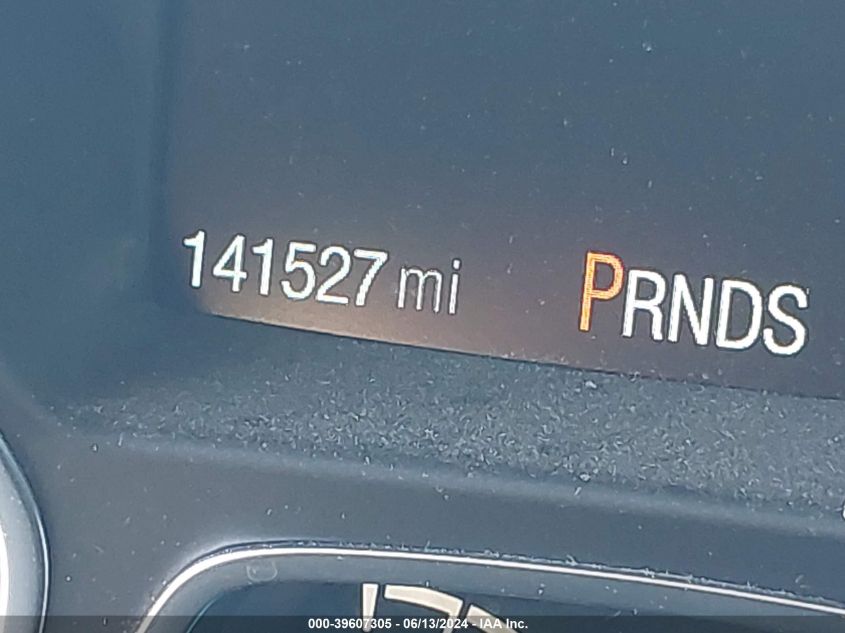 141527 mi PRNDS
000-39607305 - 06/13/2024 - IAA Inc.